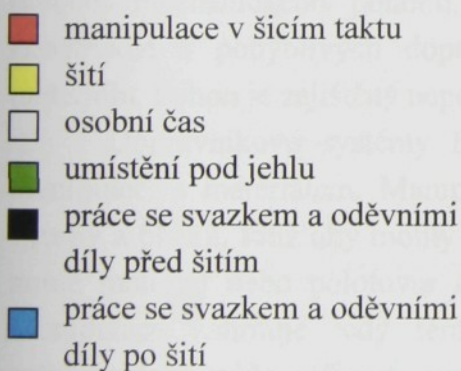 manipulace v šicím taktu
šití
osobní čas
umístění pod jehlu
práce se svazkem a oděvními
díly před šitím
práce se svazkem a oděvními
díly po šití